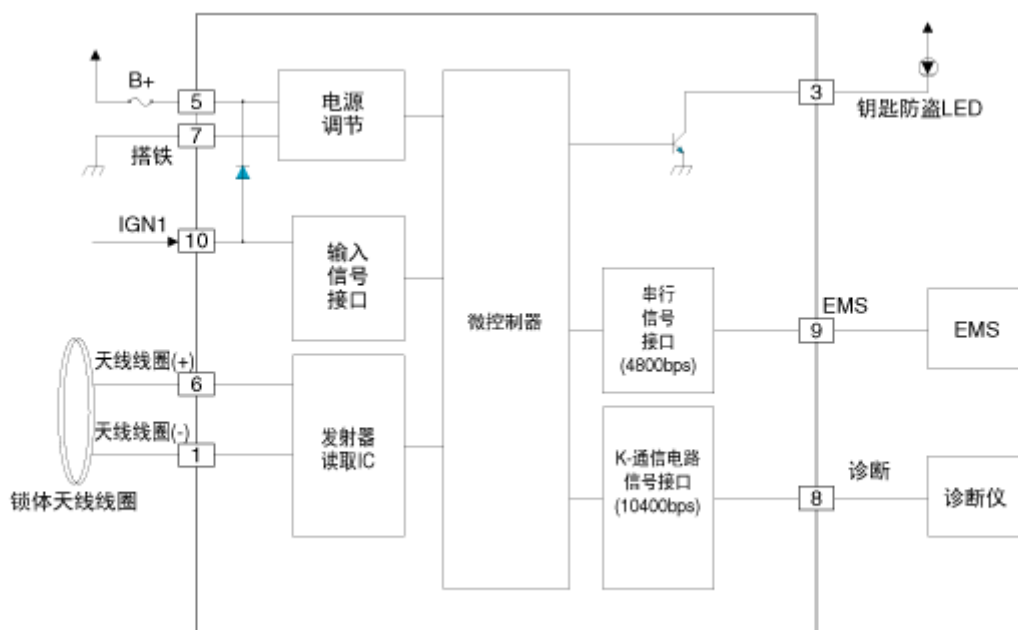 B+
5
7
搭铁
电源
调节
3
钥匙防盗LED
IGN1
10
输入
信号
接口
微控制器
串行
信号
接口
(4800bps)
EMS
9
EMS
天线线圈(+)
6
天线线圈(-)
1
锁体天线线圈
发射器
读取IC
K-通信电路
信号接口
(10400bps)
诊断
8
诊断仪